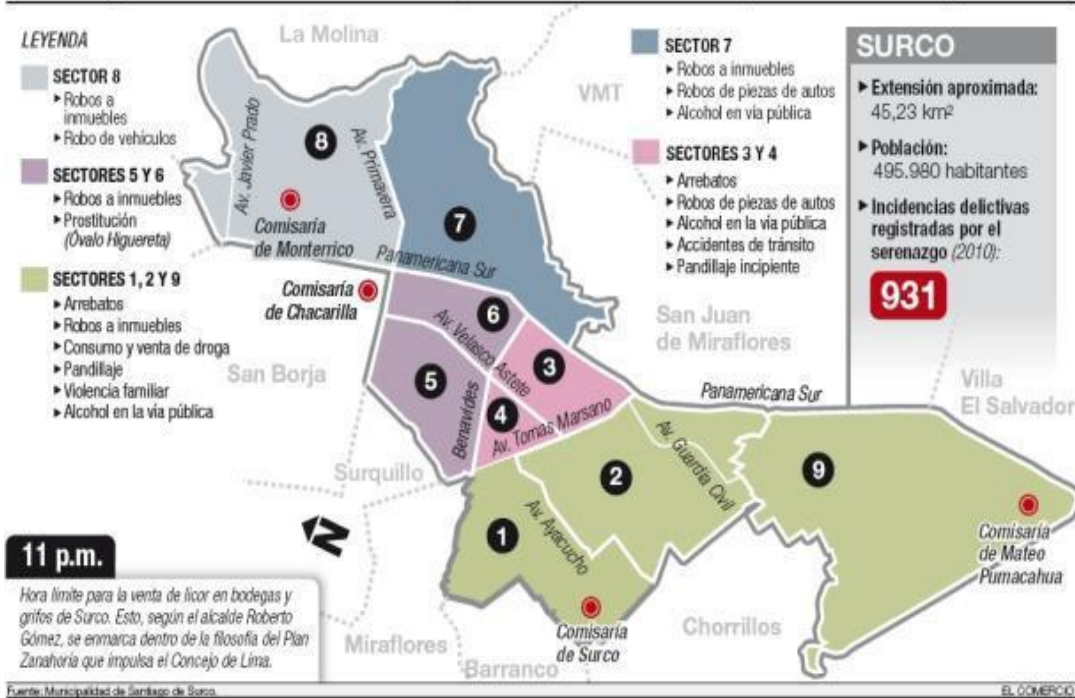 LEYENDA
SECTOR 8
▸ Robos a
inmuebles
▸ Robo de vehículos
SECTORES 5 Y 6
▸ Robos a inmuebles
▸ Prostitución
(Óvalo Higuereta)
SECTORES 1, 2 Y 9
▸ Arrebatos
▸ Robos a inmuebles
▸ Consumo y venta de droga
▸ Pandillaje
▸ Violencia familiar
▸ Alcohol en la vía pública
La Molina
Av. Javier Prado
8
Av. Primavera
Comisaría
de Monterrico
7
Panamericana Sur
Comisaría
de Chacarilla
6
Av. Velasco Astete
San Borja
5
Benavides
3
4
Av. Tomas Marsano
Surquillo
VMT
SECTOR 7
▸ Robos a inmuebles
▸ Robos de piezas de autos
▸ Alcohol en vía pública
SECTORES 3 Y 4
▸ Arrebatos
▸ Robos de piezas de autos
▸ Alcohol en la vía pública
▸ Accidentes de tránsito
▸ Pandillaje incipiente
San Juan
de Miraflores
SURCO
▸ Extensión aproximada:
45,23 km²
▸ Población:
495.980 habitantes
▸ Incidencias delictivas
registradas por el
serenazgo (2010):
931
Panamericana Sur
Villa
El Salvador
Av. Guardia Civil
2
9
1
Av. Ayacucho
N
Comisaría
de Mateo
Pumacahua
Comisaría
de Surco
Chorrillos
Miraflores
Barranco
11 p.m.
Hora límite para la venta de licor en bodegas y
grifos de Surco. Esto, según el alcalde Roberto
Gómez, se enmarca dentro de la filosofía del Plan
Zanahoria que impulsa el Concejo de Lima.
Fuente: Municipalidad de Santiago de Surco.
EL COMERCIO